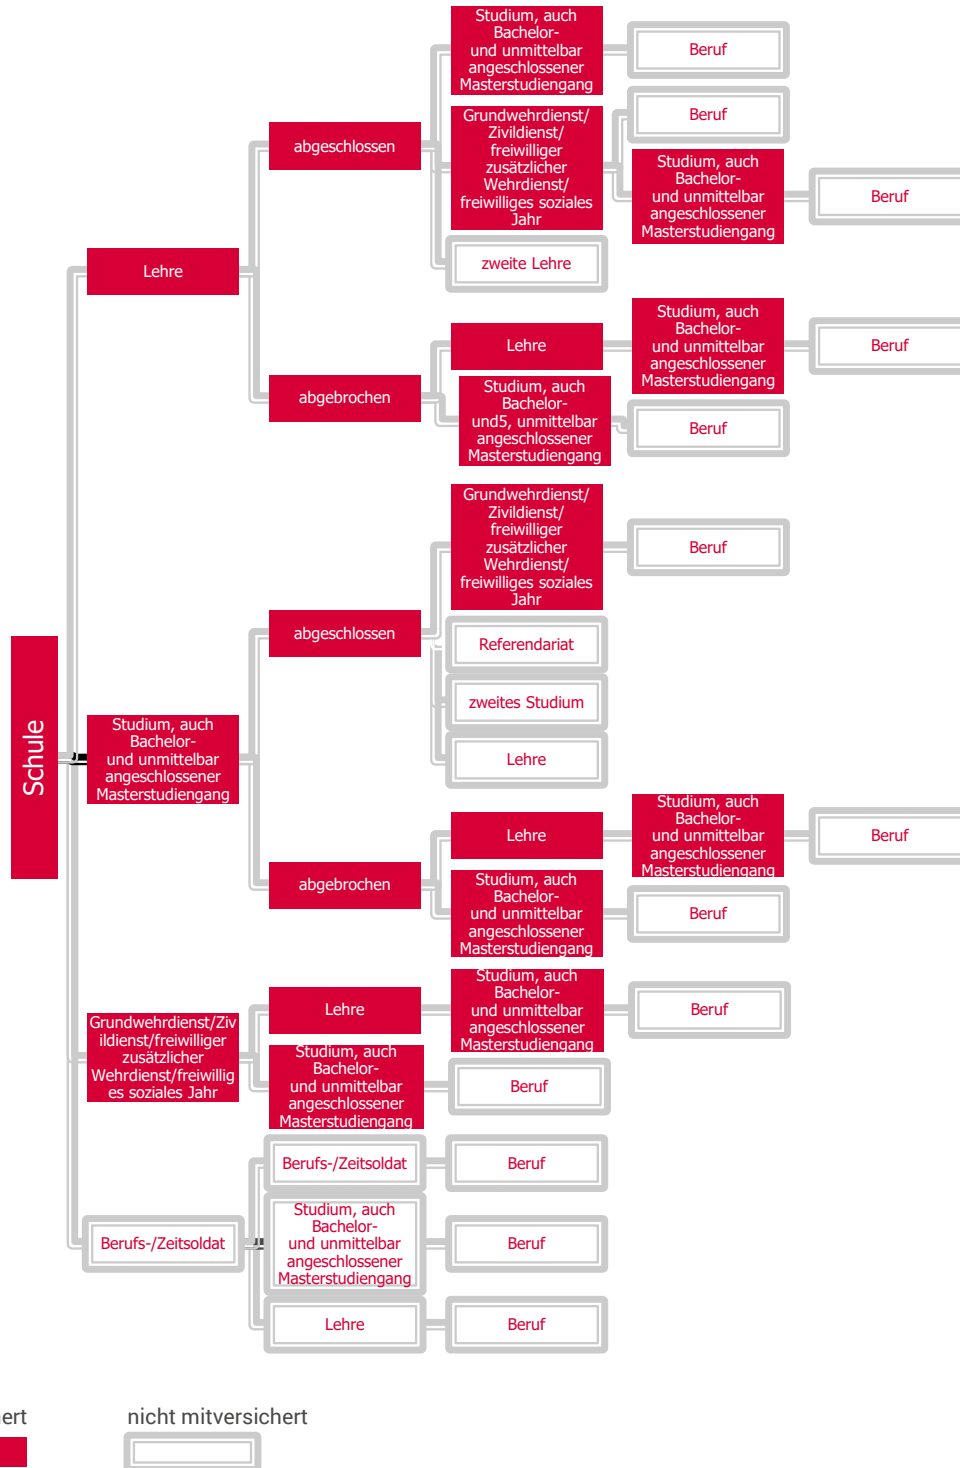 Schule
Lehre
abgeschlossen
Studium, auch
Bachelor-
und unmittelbar
angeschlossener
Masterstudiengang
Beruf
Grundwehrdienst/
Zivildienst/
freiwilliger
zusätzlicher
Wehrdienst/
freiwilliges soziales
Jahr
Beruf
Studium, auch
Bachelor-
und unmittelbar
angeschlossener
Masterstudiengang
Beruf
zweite Lehre
abgebrochen
Lehre
Studium, auch
Bachelor-
und unmittelbar
angeschlossener
Masterstudiengang
Beruf
Studium, auch
Bachelor-
und5, unmittelbar
angeschlossener
Masterstudiengang
Beruf
Studium, auch
Bachelor-
und unmittelbar
angeschlossener
Masterstudiengang
abgeschlossen
Grundwehrdienst/
Zivildienst/
freiwilliger
zusätzlicher
Wehrdienst/
freiwilliges soziales
Jahr
Beruf
Referendariat
zweites Studium
Lehre
abgebrochen
Lehre
Studium, auch
Bachelor-
und unmittelbar
angeschlossener
Masterstudiengang
Beruf
Studium, auch
Bachelor-
und unmittelbar
angeschlossener
Masterstudiengang
Beruf
Grundwehrdienst/Ziv
ildienst/freiwilliger
zusätzlicher
Wehrdienst/freiwillig
es soziales Jahr
Lehre
Studium, auch
Bachelor-
und unmittelbar
angeschlossener
Masterstudiengang
Beruf
Studium, auch
Bachelor-
und unmittelbar
angeschlossener
Masterstudiengang
Beruf
Berufs-/Zeitsoldat
Berufs-/Zeitsoldat
Beruf
Studium, auch
Bachelor-
und unmittelbar
angeschlossener
Masterstudiengang
Beruf
Lehre
Beruf
ert
nicht mitversichert